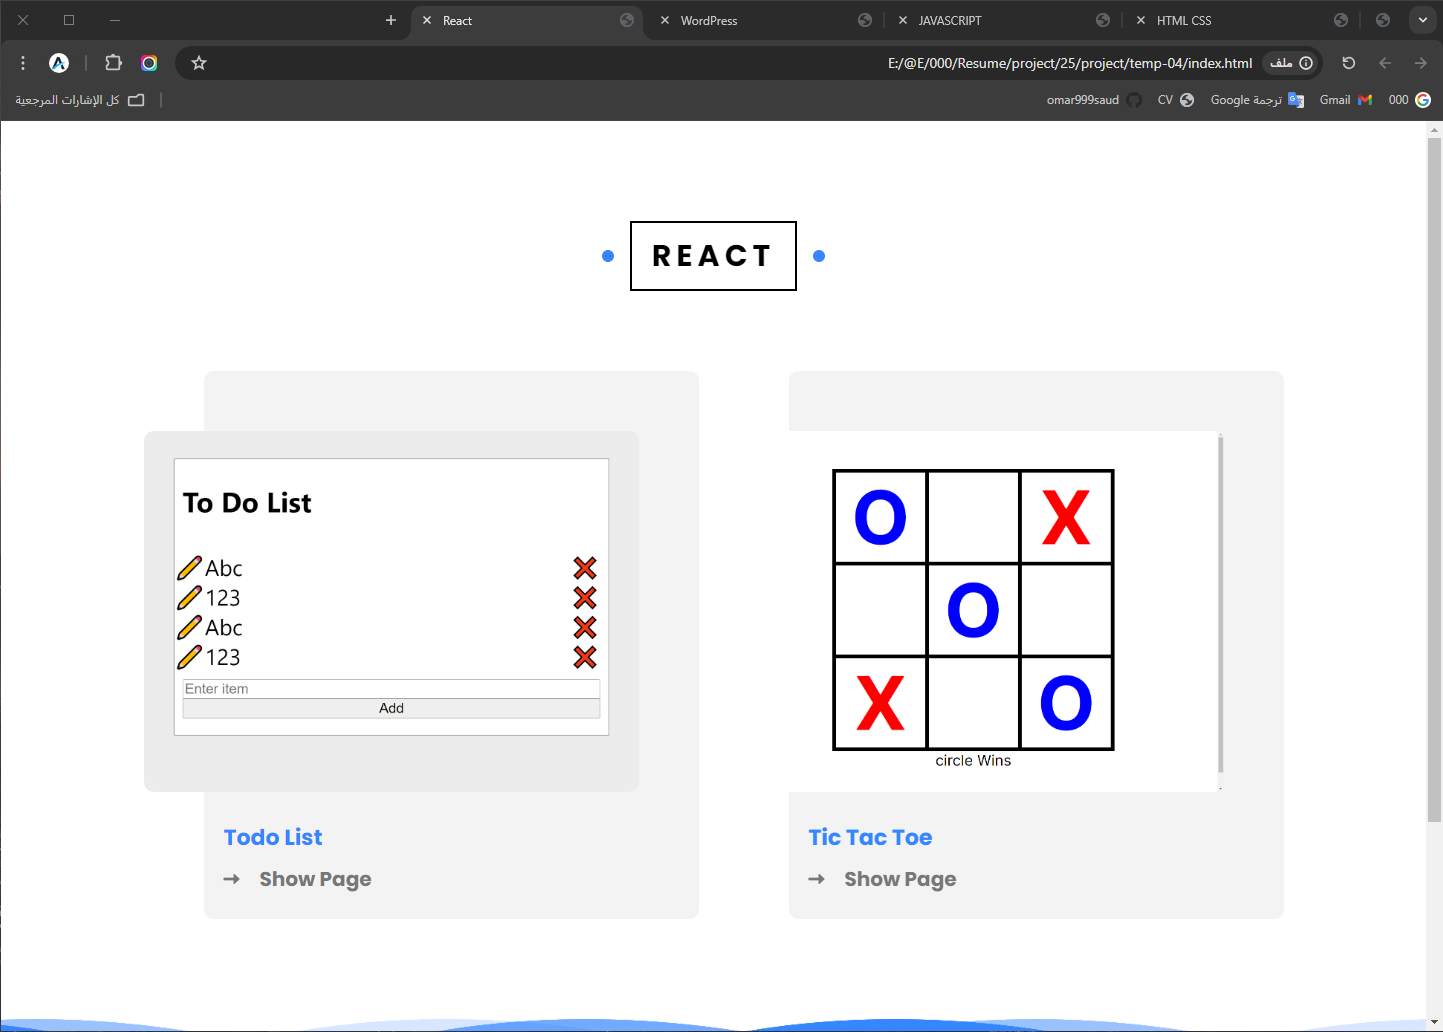 React
WordPress
JAVASCRIPT
HTML CSS
E:/@E/000/Resume/project/25/project/temp-04/index.html
ملف
كل الإشارات المرجعية
omar999saud
CV
ترجمة Google
Gmail
000
REACT
To Do List
Abc
123
Abc
123
Enter item
Add
Todo List
Show Page
O X
O
X O
circle Wins
Tic Tac Toe
Show Page